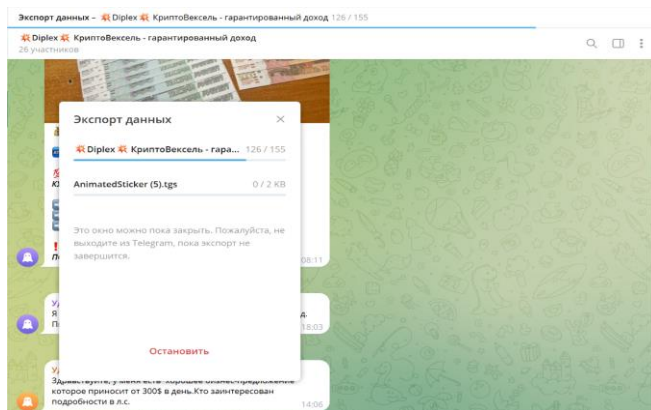 Экспорт данных – 💥 Diplex 💥 КриптоВексель - гарантированный доход 126 / 155
💥 Diplex 💥 КриптоВексель - гарантированный доход
26 участников
Экспорт данных
💥 Diplex 💥 КриптоВексель - гара... 126 / 155
AnimatedSticker (5).tgs 0 / 2 KB
Это окно можно пока закрыть. Пожалуйста, не
выходите из Telegram, пока экспорт не
завершится.
08:11
18:03
Остановить
Здравствуйте, у меня есть хорошее бизнес-предложение
которое приносит от 300$ в день.Кто заинтересован
подробности в л.с.
14:06